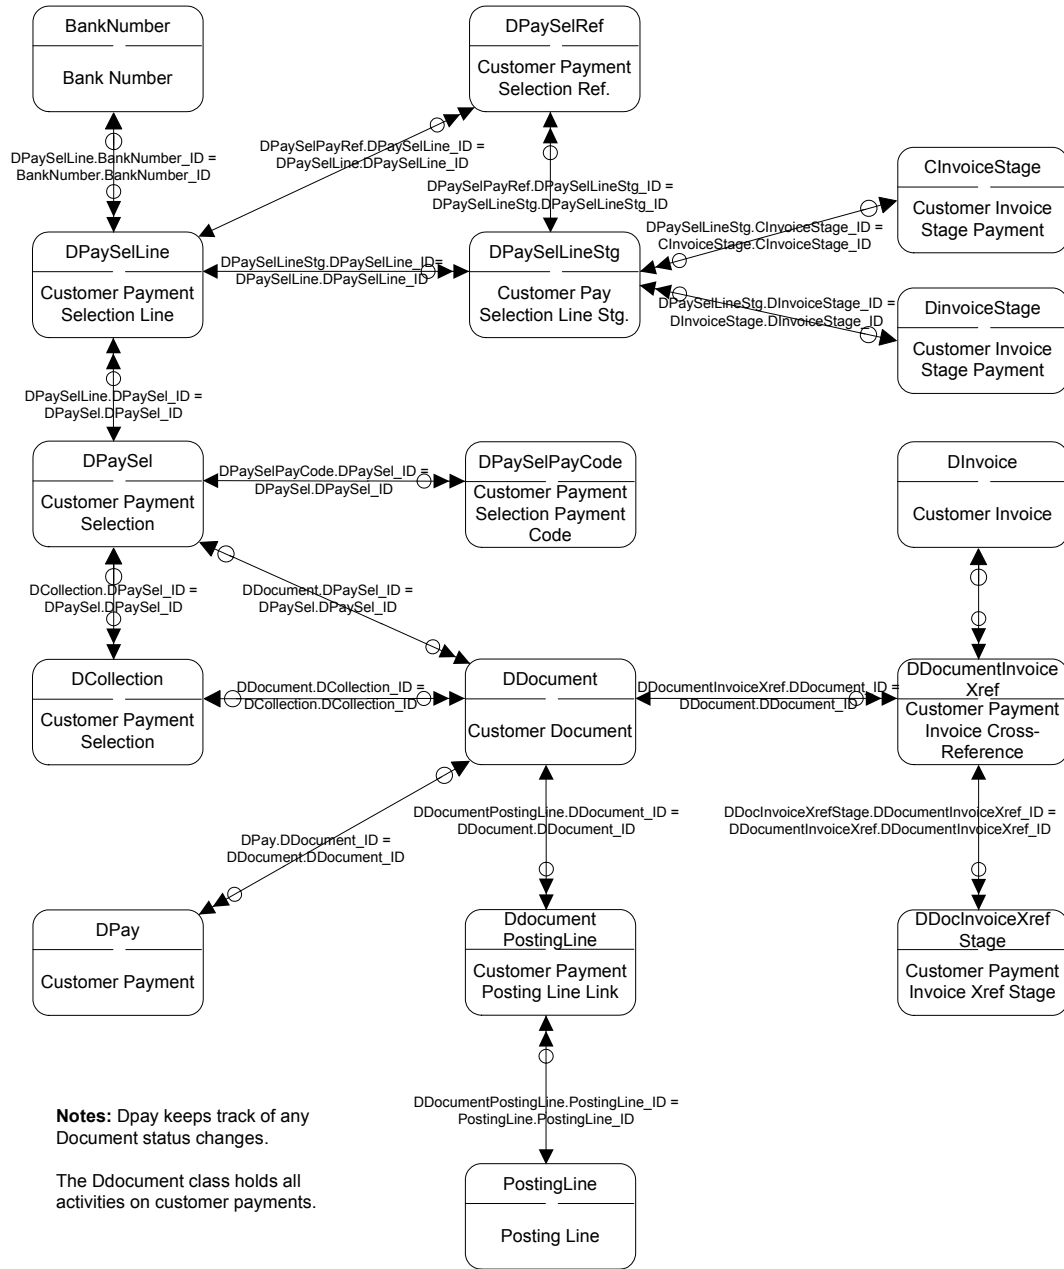 BankNumber
Bank Number
DPaySelRef
Customer Payment
Selection Ref.
DPaySelLine.BankNumber_ID =
BankNumber.BankNumber_ID
DPaySelPayRef.DPaySelLine_ID =
DPaySelLine.DPaySelLine_ID
DPaySelPayRef.DPaySelLineStg_ID =
DPaySelLineStg.DPaySelLineStg_ID
CInvoiceStage
Customer Invoice
Stage Payment
DPaySelLineStg.CInvoiceStage_ID =
CInvoiceStage.CInvoiceStage_ID
DPaySelLine
Customer Payment
Selection Line
DPaySelLineStg.DPaySelLine_ID=
DPaySelLine.DPaySelLine_ID
DPaySelLineStg
Customer Pay
Selection Line Stg.
DPaySelLineStg.DInvoiceStage_ID =
DInvoiceStage.DInvoiceStage_ID
DinvoiceStage
Customer Invoice
Stage Payment
DPaySelLine.DPaySel_ID =
DPaySel.DPaySel_ID
DPaySel
Customer Payment
Selection
DPaySelPayCode.DPaySel_ID =
DPaySel.DPaySel_ID
DPaySelPayCode
Customer Payment
Selection Payment
Code
DInvoice
Customer Invoice
DCollection.DPaySel_ID =
DPaySel.DPaySel_ID
DDocument.DPaySel_ID =
DPaySel.DPaySel_ID
DCollection
Customer Payment
Selection
DDocument.DCollection_ID =
DCollection.DCollection_ID
DDocument
Customer Document
DDocumentInvoiceXref.DDocument_ID =
DDocument.DDocument_ID
DDocumentInvoice
Xref
Customer Payment
Invoice Cross-
Reference
DPay.DDocument_ID =
DDocument.DDocument_ID
DDocumentPostingLine.DDocument_ID =
DDocument.DDocument_ID
DDocInvoiceXrefStage.DDocumentInvoiceXref_ID =
DDocumentInvoiceXref.DDocumentInvoiceXref_ID
DPay
Customer Payment
Ddocument
PostingLine
Customer Payment
Posting Line Link
DDocInvoiceXref
Stage
Customer Payment
Invoice Xref Stage
DDocumentPostingLine.PostingLine_ID =
PostingLine.PostingLine_ID
Notes: Dpay keeps track of any
Document status changes.
The Ddocument class holds all
activities on customer payments.
PostingLine
Posting Line